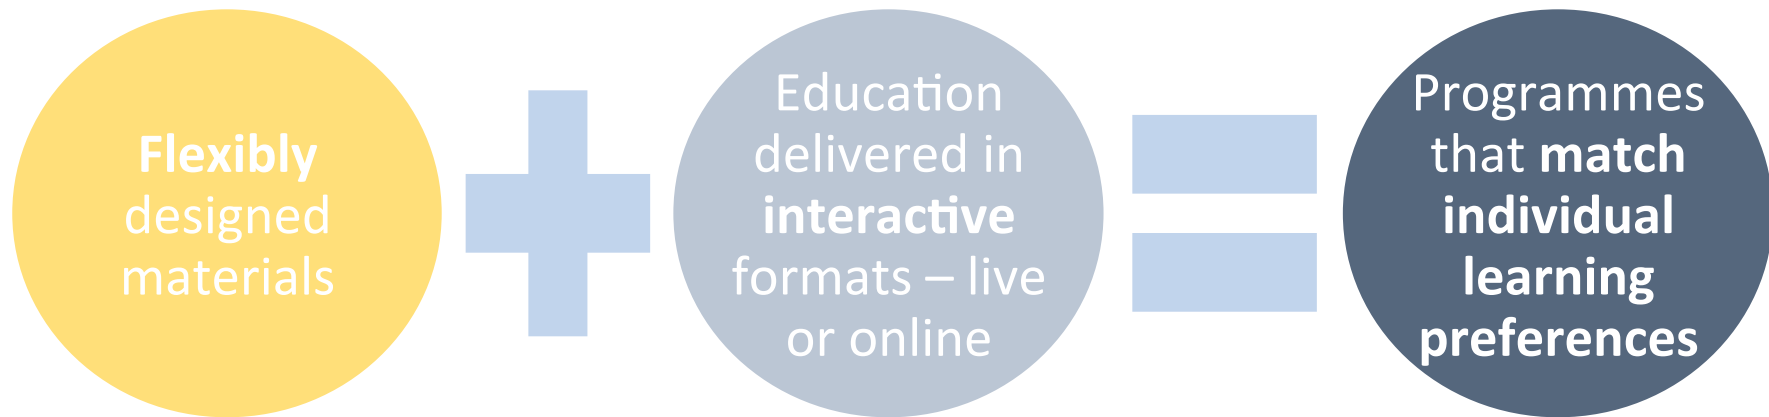 Flexibly
designed
materials
Education
delivered in
interactive
formats – live
or online
Programmes
that match
individual
learning
preferences